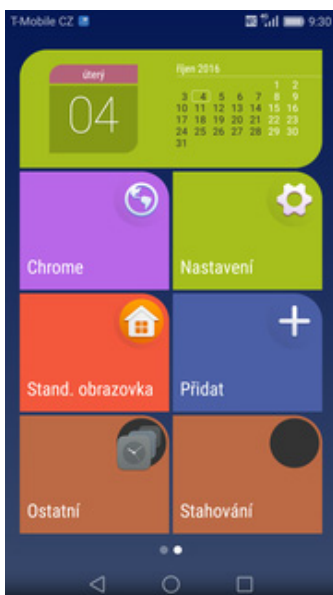 T-Mobile CZ 9:30
úterý
04
říjen 2016
1 2
3 4 5 6 7 8 9
10 11 12 13 14 15 16
17 18 19 20 21 22 23
24 25 26 27 28 29 30
31
Chrome
Nastavení
Stand. obrazovka
Přidat
Ostatní
Stahování